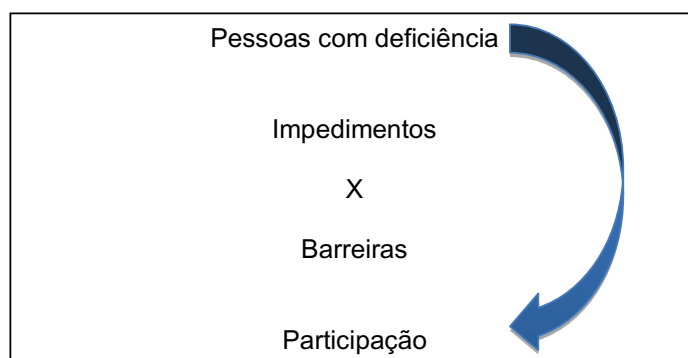 Pessoas com deficiência
Impedimentos
X
Barreiras
Participação